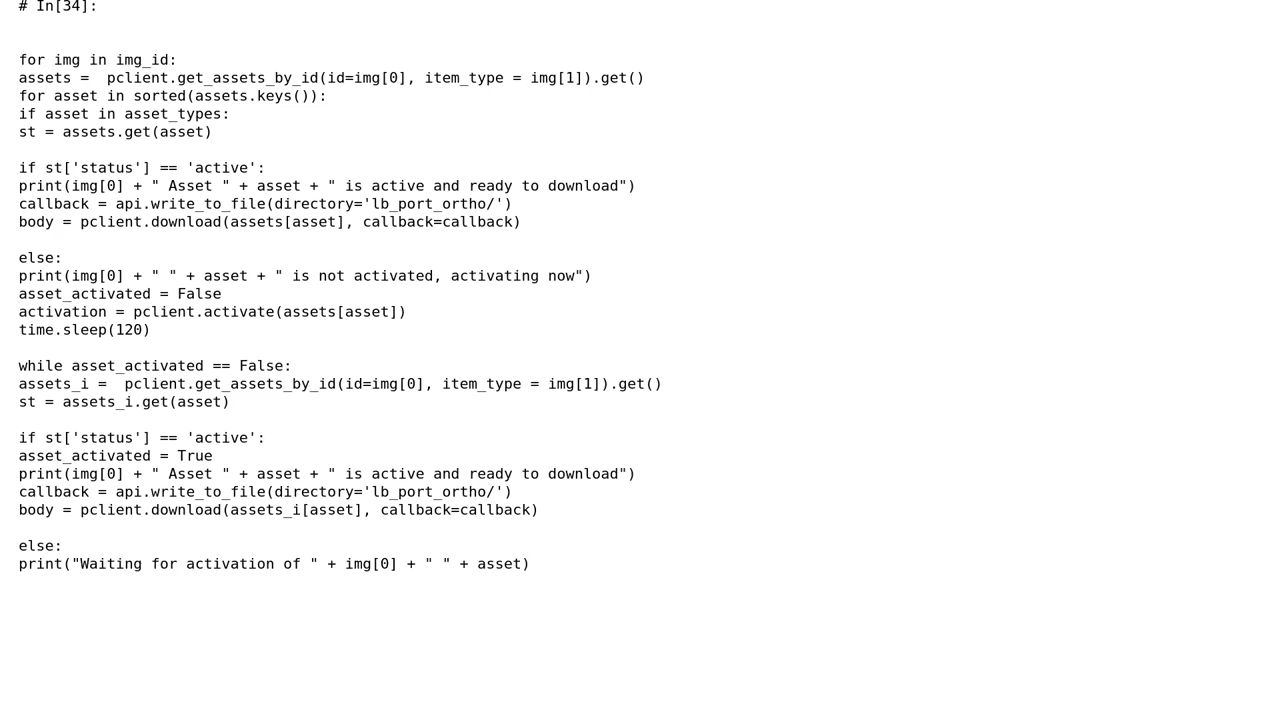 # In[34]:
for img in img_id:
assets =  pclient.get_assets_by_id(id=img[0], item_type = img[1]).get()
for asset in sorted(assets.keys()):
if asset in asset_types:
st = assets.get(asset)
if st['status'] == 'active':
print(img[0] + " Asset " + asset + " is active and ready to download")
callback = api.write_to_file(directory='lb_port_ortho/')
body = pclient.download(assets[asset], callback=callback)
else:
print(img[0] + " " + asset + " is not activated, activating now")
asset_activated = False
activation = pclient.activate(assets[asset])
time.sleep(120)
while asset_activated == False:
assets_i =  pclient.get_assets_by_id(id=img[0], item_type = img[1]).get()
st = assets_i.get(asset)
if st['status'] == 'active':
asset_activated = True
print(img[0] + " Asset " + asset + " is active and ready to download")
callback = api.write_to_file(directory='lb_port_ortho/')
body = pclient.download(assets_i[asset], callback=callback)
else:
print("Waiting for activation of " + img[0] + " " + asset)